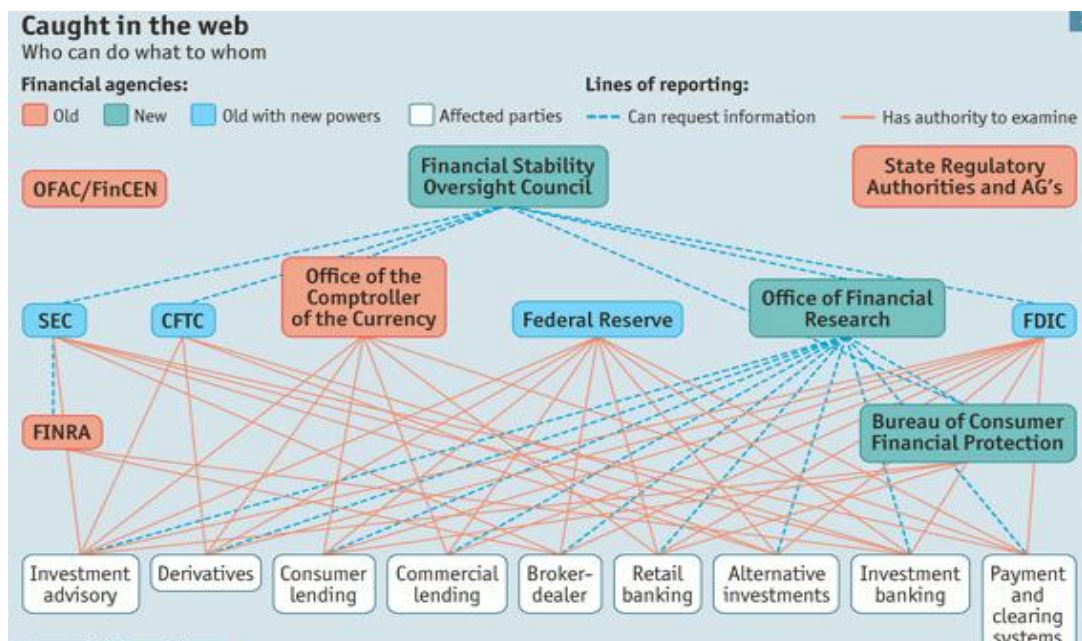 Caught in the web
Who can do what to whom
Financial agencies:
Lines of reporting:
Old
New
Old with new powers
Affected parties
Can request information
Has authority to examine
OFAC/FinCEN
Financial Stability
Oversight Council
State Regulatory
Authorities and AG's
SEC
CFTC
Office of the
Comptroller
of the Currency
Federal Reserve
Office of Financial
Research
FDIC
FINRA
Bureau of Consumer
Financial Protection
Investment
advisory
Derivatives
Consumer
lending
Commercial
lending
Broker-
dealer
Retail
banking
Alternative
investments
Investment
banking
Payment
and
clearing
systems